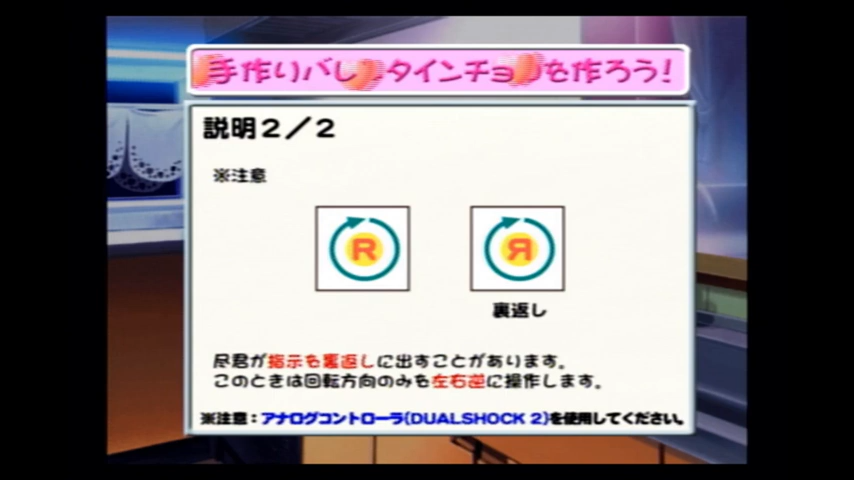 手作りバレンタインチョコを作ろう!
説明2/2
※注意
R
R
裏返し
尽君が指示を裏返しに出すことがあります。
このときは回転方向のみを左右逆に操作します。
※注意:アナログコントローラ(DUALSHOCK 2)を使用してください。